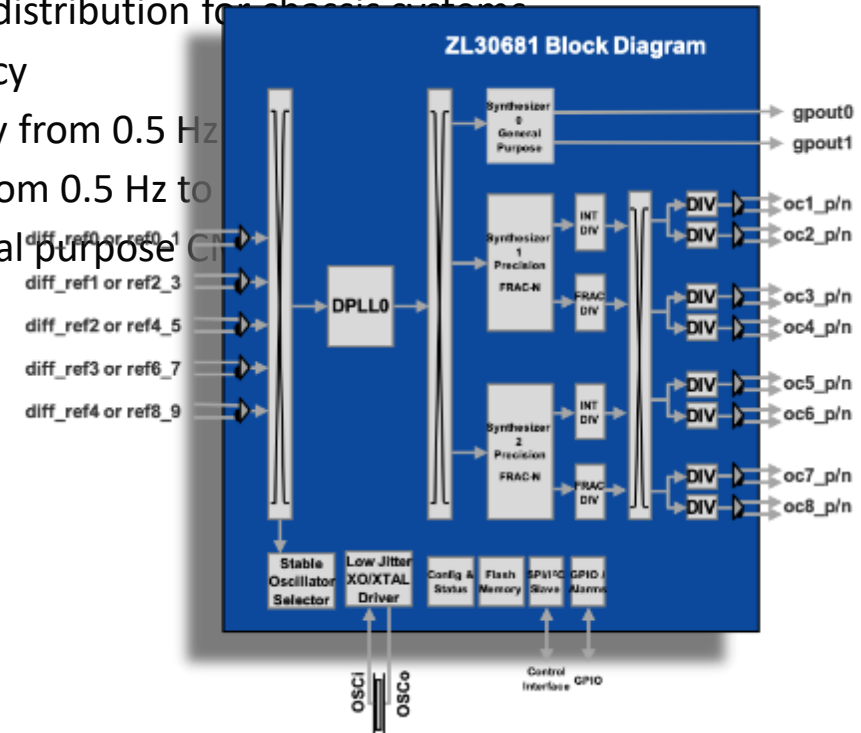 distribution for chassis systems
cy
y from 0.5 Hz
om 0.5 Hz to
al purpose
ZL30681 Block Diagram
Synthesizer
0
General
Purpose
gpout0
gpout1
diff_ref0 or ref0_1
diff_ref1 or ref2_3
diff_ref2 or ref4_5
diff_ref3 or ref6_7
diff_ref4 or ref8_9
DPLL0
Synthesizer
1
Precision
FRAC-N
INT
DIV
FRAC
DIV
Synthesizer
2
Precision
FRAC-N
INT
DIV
FRAC
DIV
DIV
DIV
DIV
DIV
DIV
DIV
DIV
DIV
oc1_p/n
oc2_p/n
oc3_p/n
oc4_p/n
oc5_p/n
oc6_p/n
oc7_p/n
oc8_p/n
Stable
Oscillator
Selector
Low Jitter
XO/XTAL
Driver
Config &
Status
Flash
Memory
SPI/I²C
Slave
GPIO /
Alarms
OSCi
OSCo
Control
Interface
GPIO